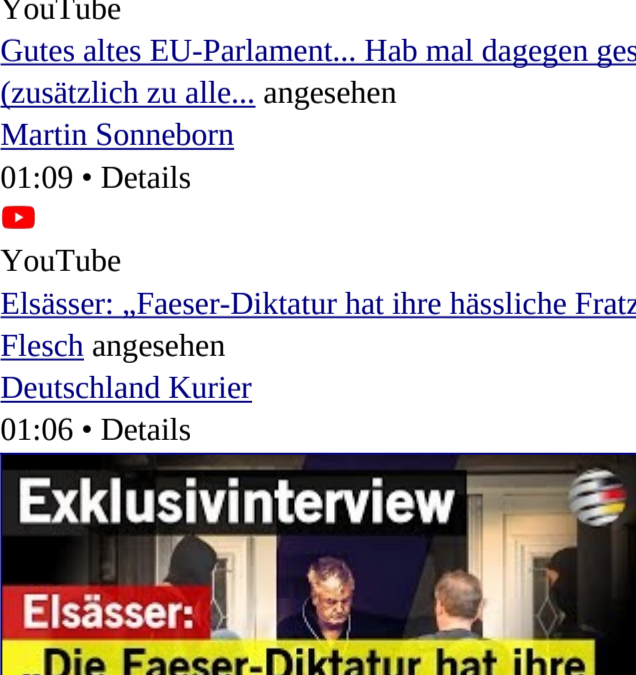 YouTube
Gutes altes EU-Parlament... Hab mal dagegen ges
(zusätzlich zu alle... angesehen
Martin Sonneborn
01:09 • Details
YouTube
Elsässer: „Faeser-Diktatur hat ihre hässliche Fratz
Flesch angesehen
Deutschland Kurier
01:06 • Details
Exklusivinterview
Elsässer:
„Die Faeser-Diktatur hat ihre